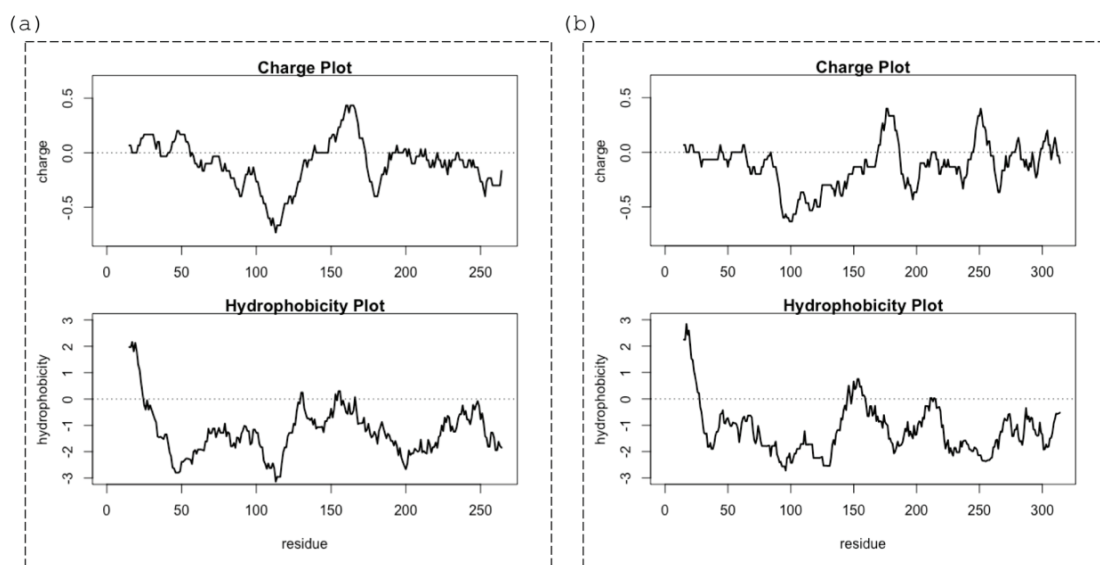 (a)
Charge Plot
charge
0.5
0.0
-0.5
0 50 100 150 200 250
Hydrophobicity Plot
hydrophobicity
3
2
1
0
-1
-2
-3
0 50 100 150 200 250
residue
(b)
Charge Plot
charge
0.5
0.0
-0.5
0 50 100 150 200 250 300
Hydrophobicity Plot
hydrophobicity
3
2
1
0
-1
-2
-3
0 50 100 150 200 250 300
residue